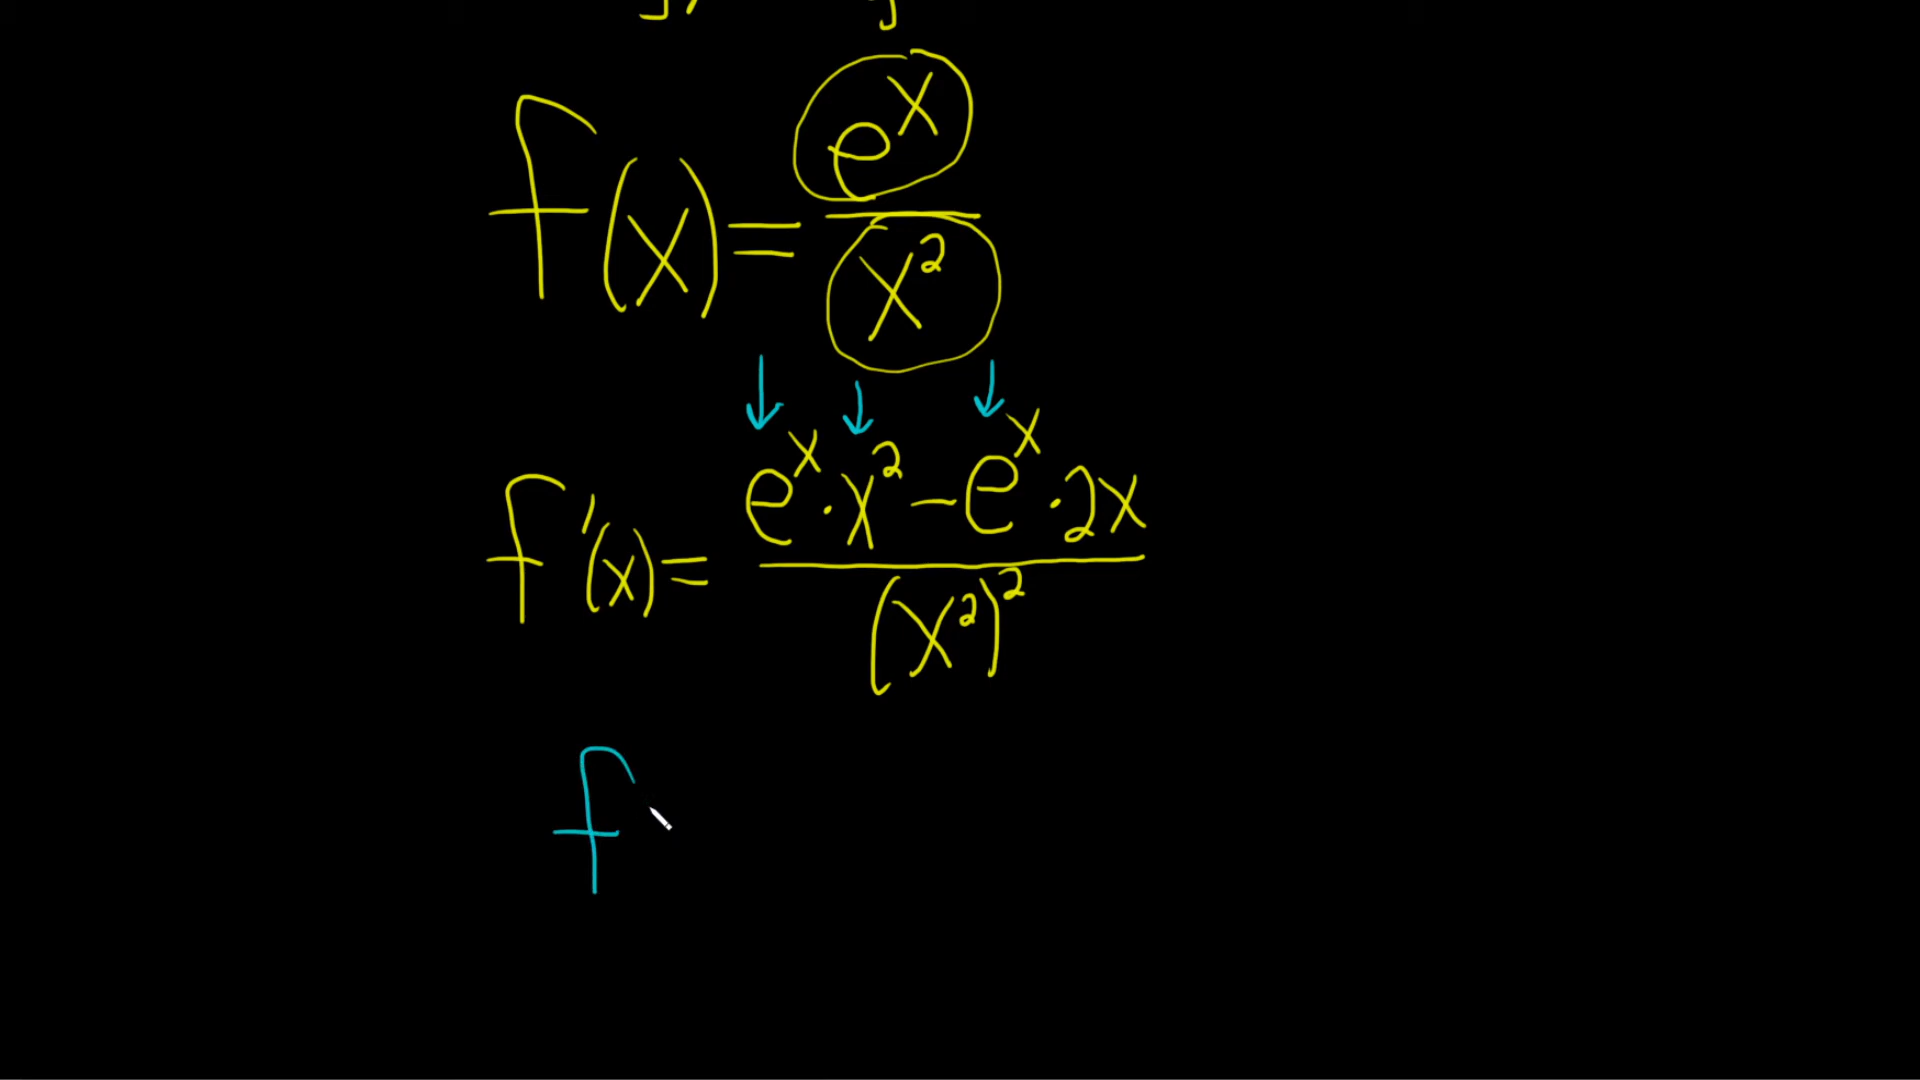 f(x) = e^x / x^2
f'(x) = (e^x · x^2 - e^x · 2x) / (x^2)^2
f